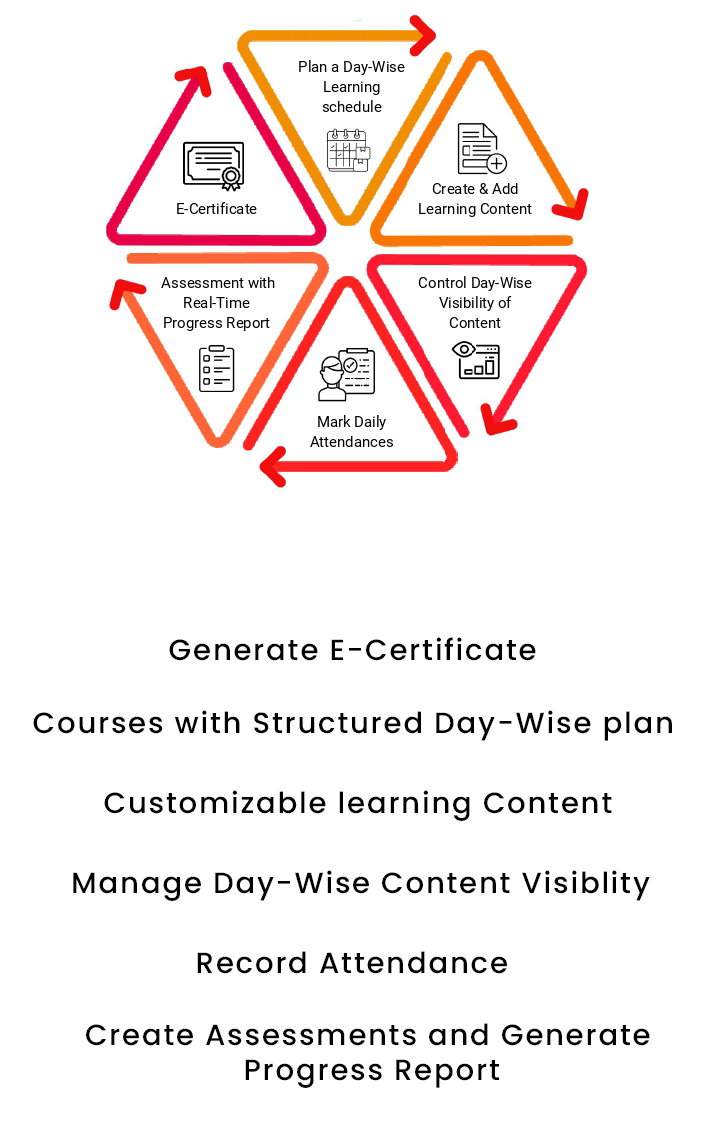 Plan a Day-Wise
Learning
schedule
E-Certificate
Create & Add
Learning Content
Assessment with
Real-Time
Progress Report
Control Day-Wise
Visibility of
Content
Mark Daily
Attendances
Generate E-Certificate
Courses with Structured Day-Wise plan
Customizable learning Content
Manage Day-Wise Content Visiblity
Record Attendance
Create Assessments and Generate
Progress Report